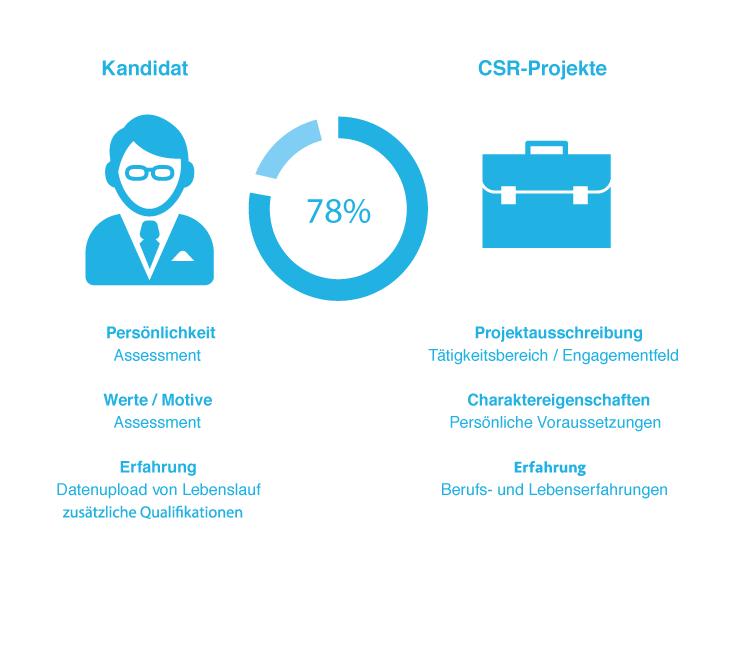 Kandidat
CSR-Projekte
78%
Persönlichkeit
Assessment
Werte / Motive
Assessment
Erfahrung
Datenupload von Lebenslauf
zusätzliche Qualifikationen
Projektausschreibung
Tätigkeitsbereich / Engagementfeld
Charaktereigenschaften
Persönliche Voraussetzungen
Erfahrung
Berufs- und Lebenserfahrungen